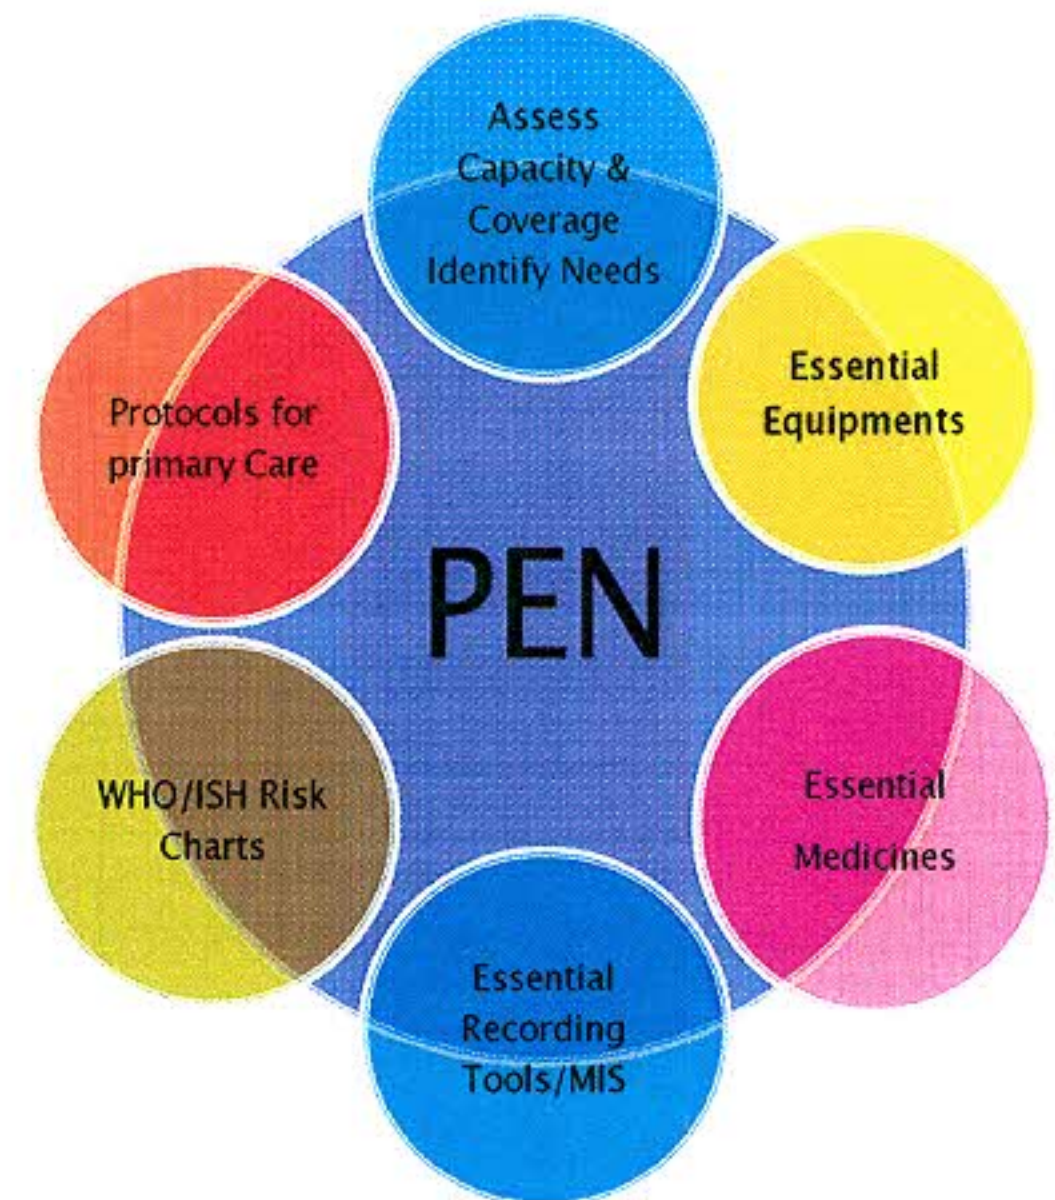 Assess
Capacity &
Coverage
Identify Needs
Essential
Equipments
Protocols for
primary Care
PEN
WHO/ISH Risk
Charts
Essential
Medicines
Essential
Recording
Tools/MIS